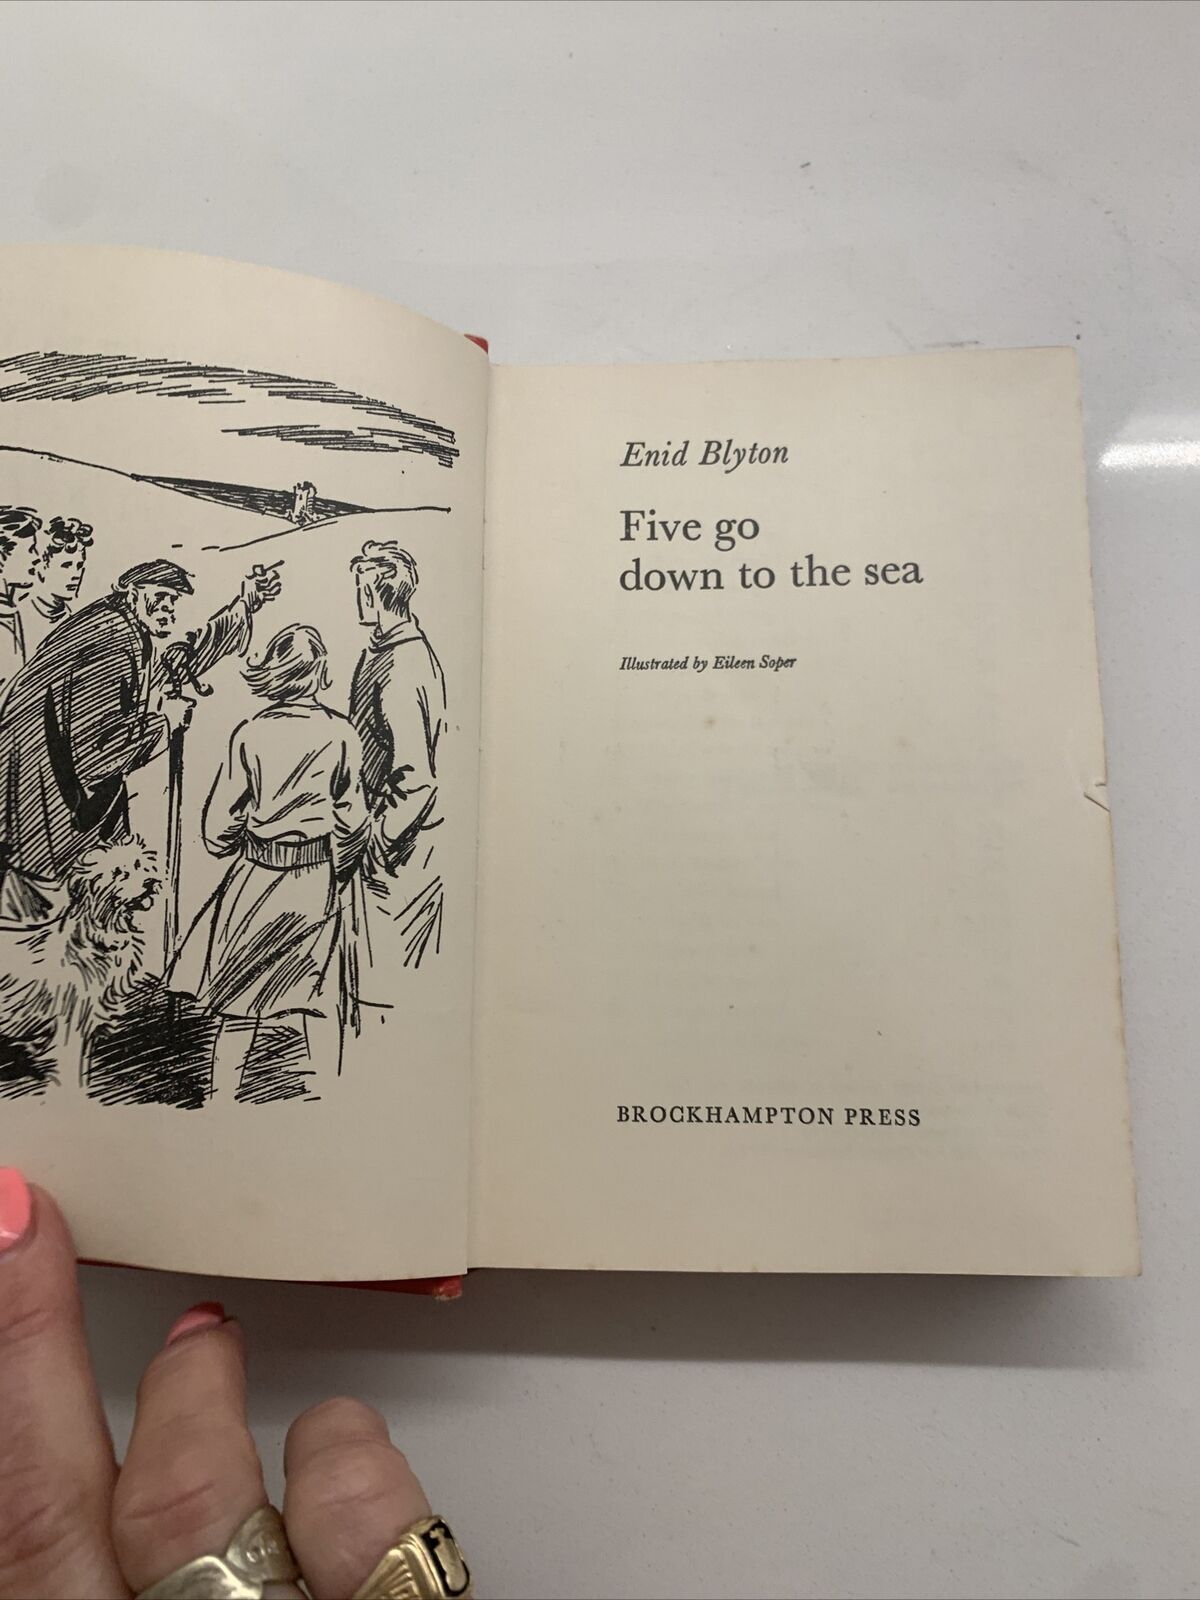 Enid Blyton
Five go
down to the sea
Illustrated by Eileen Soper
BROCKHAMPTON PRESS